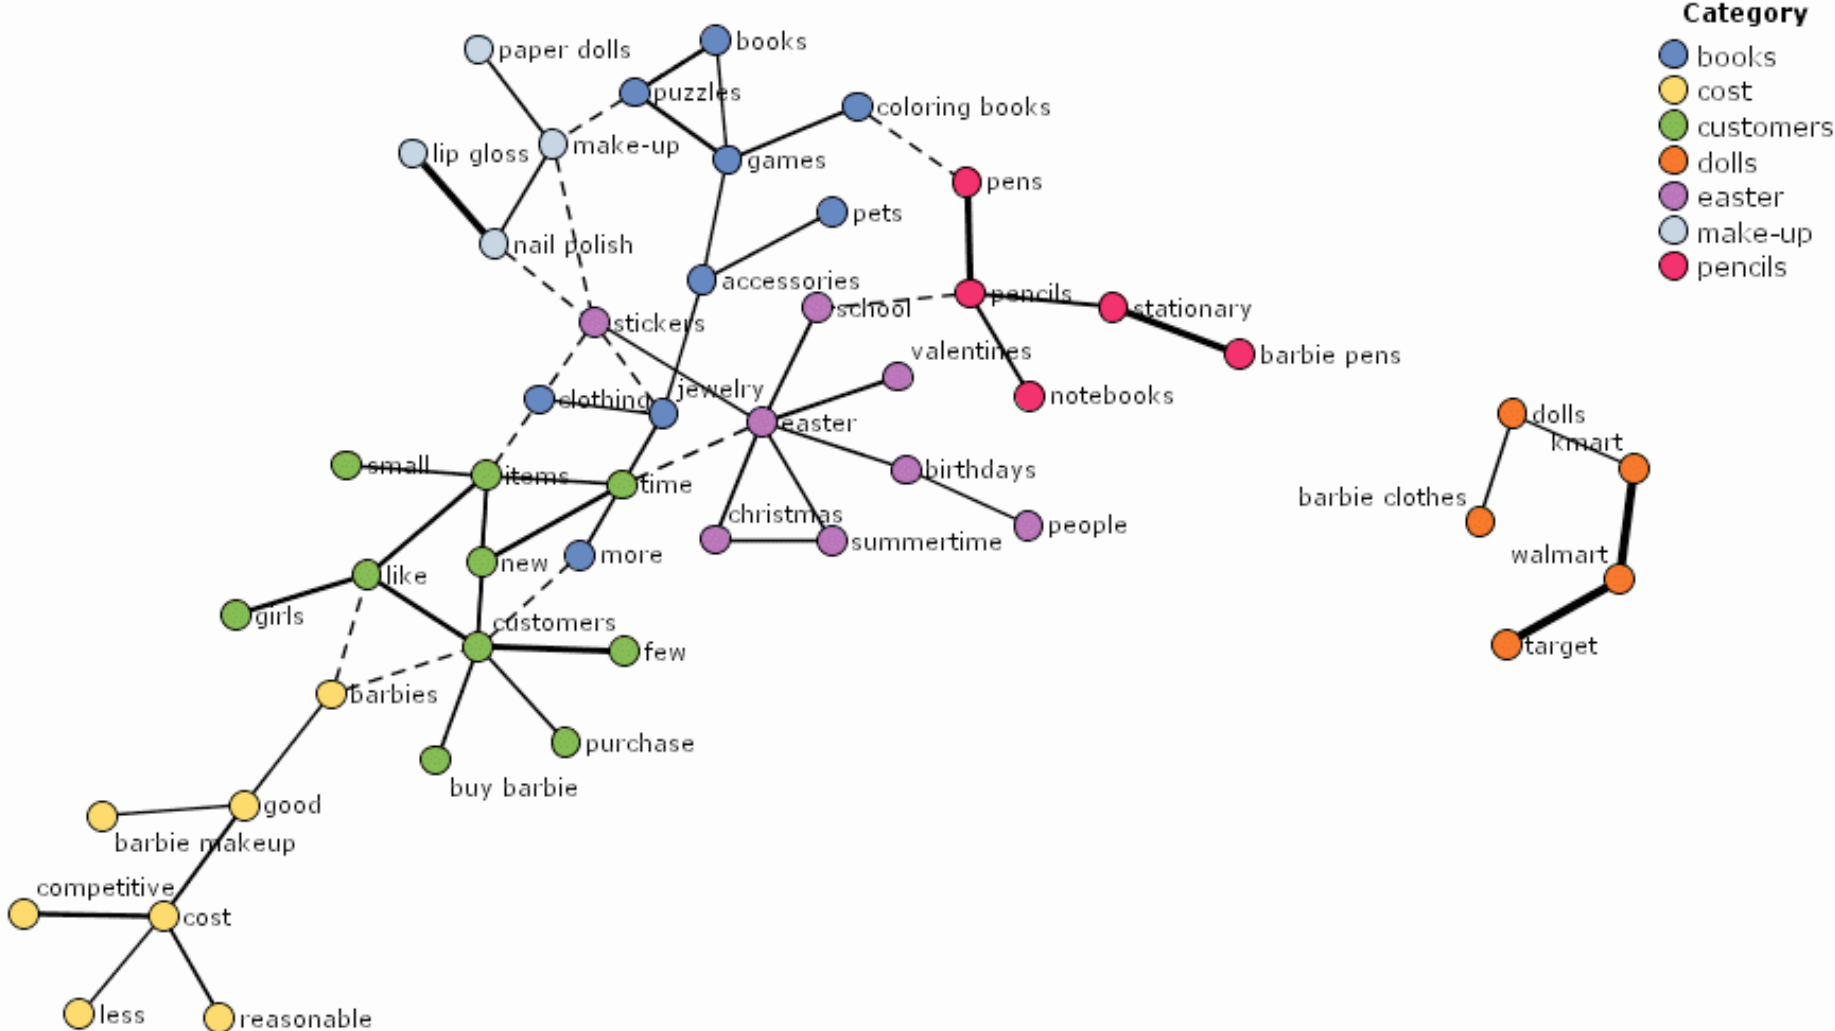 Category
books
cost
customers
dolls
easter
make-up
pencils
paper dolls
books
puzzles
coloring books
lip gloss
make-up
games
pens
pets
nail polish
accessories
school
pencils
stationary
stickers
valentines
barbie pens
clothing
jewelry
notebooks
easter
dolls
kmart
small
items
time
birthdays
barbie clothes
christmas
summertime
people
like
new
more
walmart
girls
customers
few
target
barbies
purchase
buy barbie
good
barbie makeup
competitive
cost
less
reasonable